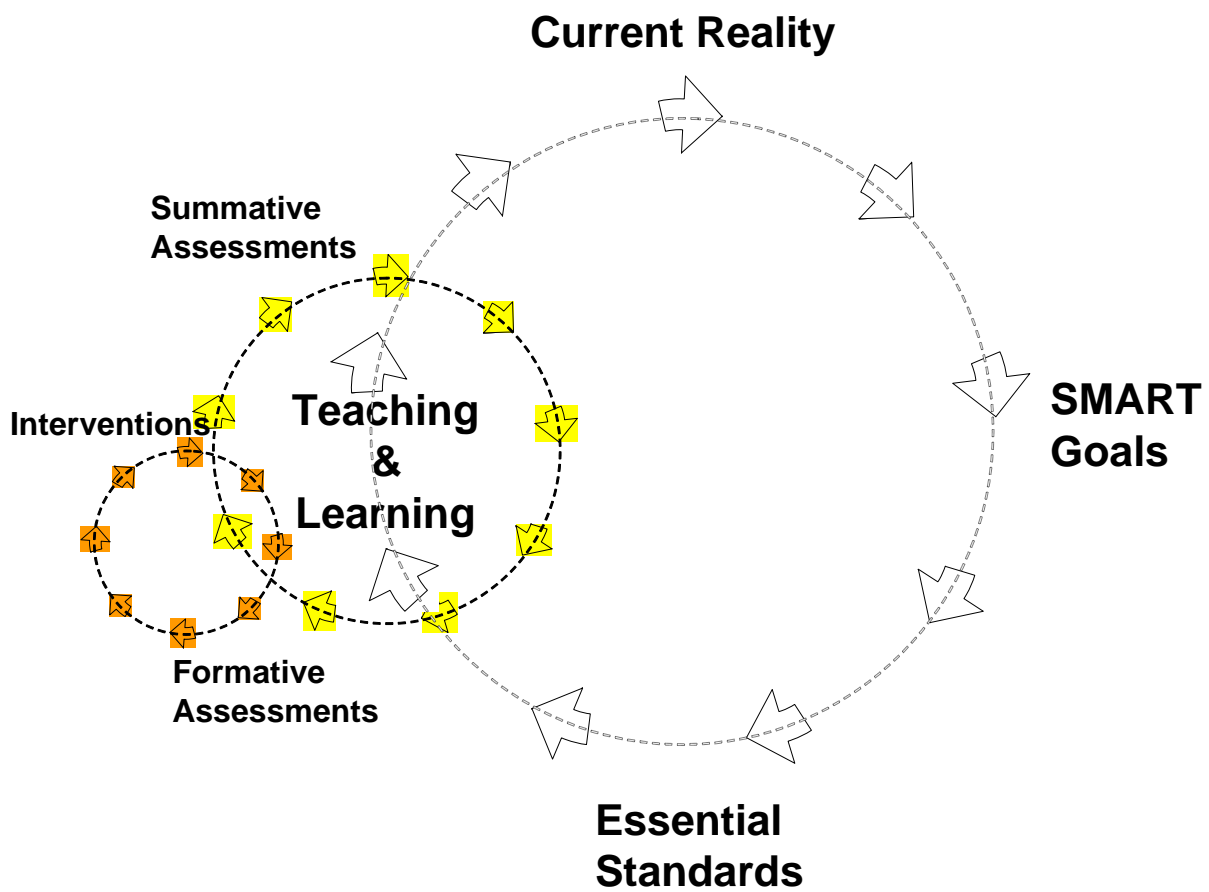 Current Reality
Summative
Assessments
Interventions
Teaching
&
Learning
SMART
Goals
Formative
Assessments
Essential
Standards